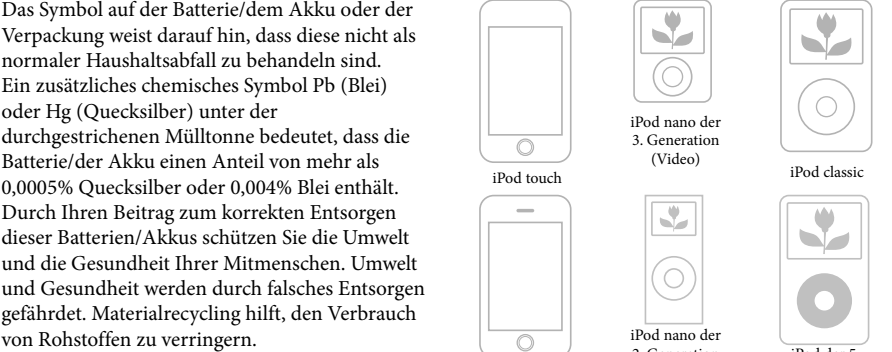 Das Symbol auf der Batterie/dem Akku oder der
Verpackung weist darauf hin, dass diese nicht als
normaler Haushaltsabfall zu behandeln sind.
Ein zusätzliches chemisches Symbol Pb (Blei)
oder Hg (Quecksilber) unter der
durchgestrichenen Mülltonne bedeutet, dass die
Batterie/der Akku einen Anteil von mehr als
0,0005% Quecksilber oder 0,004% Blei enthält.
Durch Ihren Beitrag zum korrekten Entsorgen
dieser Batterien/Akkus schützen Sie die Umwelt
und die Gesundheit Ihrer Mitmenschen. Umwelt
und Gesundheit werden durch falsches Entsorgen
gefährdet. Materialrecycling hilft, den Verbrauch
von Rohstoffen zu verringern.
iPod touch
iPod nano der
3. Generation
(Video)
iPod classic
iPod nano der
Generation
iPod der 5.